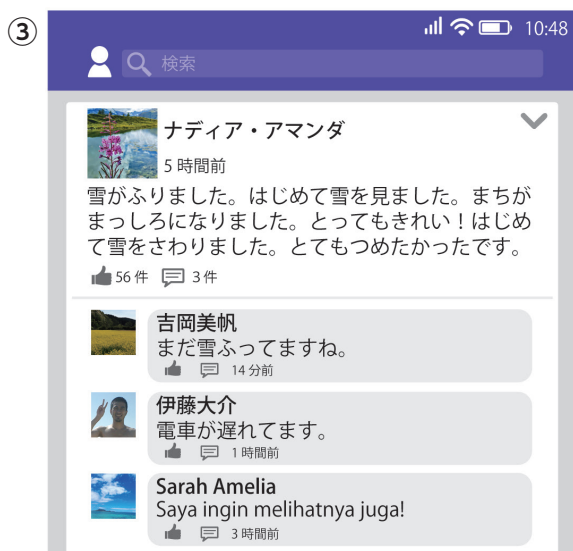 ③
10:48
検索
ナディア・アマンダ
5 時間前
雪がふりました。はじめて雪を見ました。まちが
まっしろになりました。とってもきれい！はじめ
て雪をさわりました。とてもつめたかったです。
56 件 3 件
吉岡美帆
まだ雪ふってますね。
14 分前
伊藤大介
電車が遅れてます。
1 時間前
Sarah Amelia
Saya ingin melihatnya juga!
3 時間前